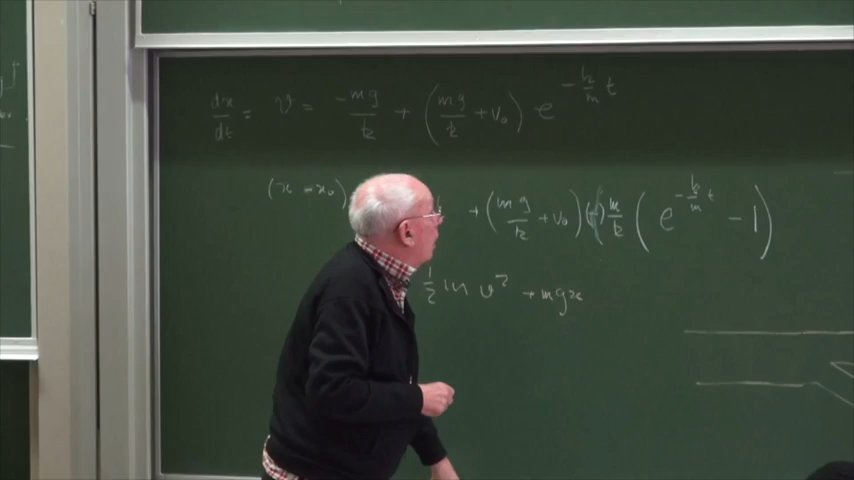 dx/dt = v = -mg/k + (mg/k + v₀) e^(-k/m t)
(x - x₀) + (mg/k + v₀)(-) m/k (e^(-k/m t) - 1)
1/2 m v² + mgx